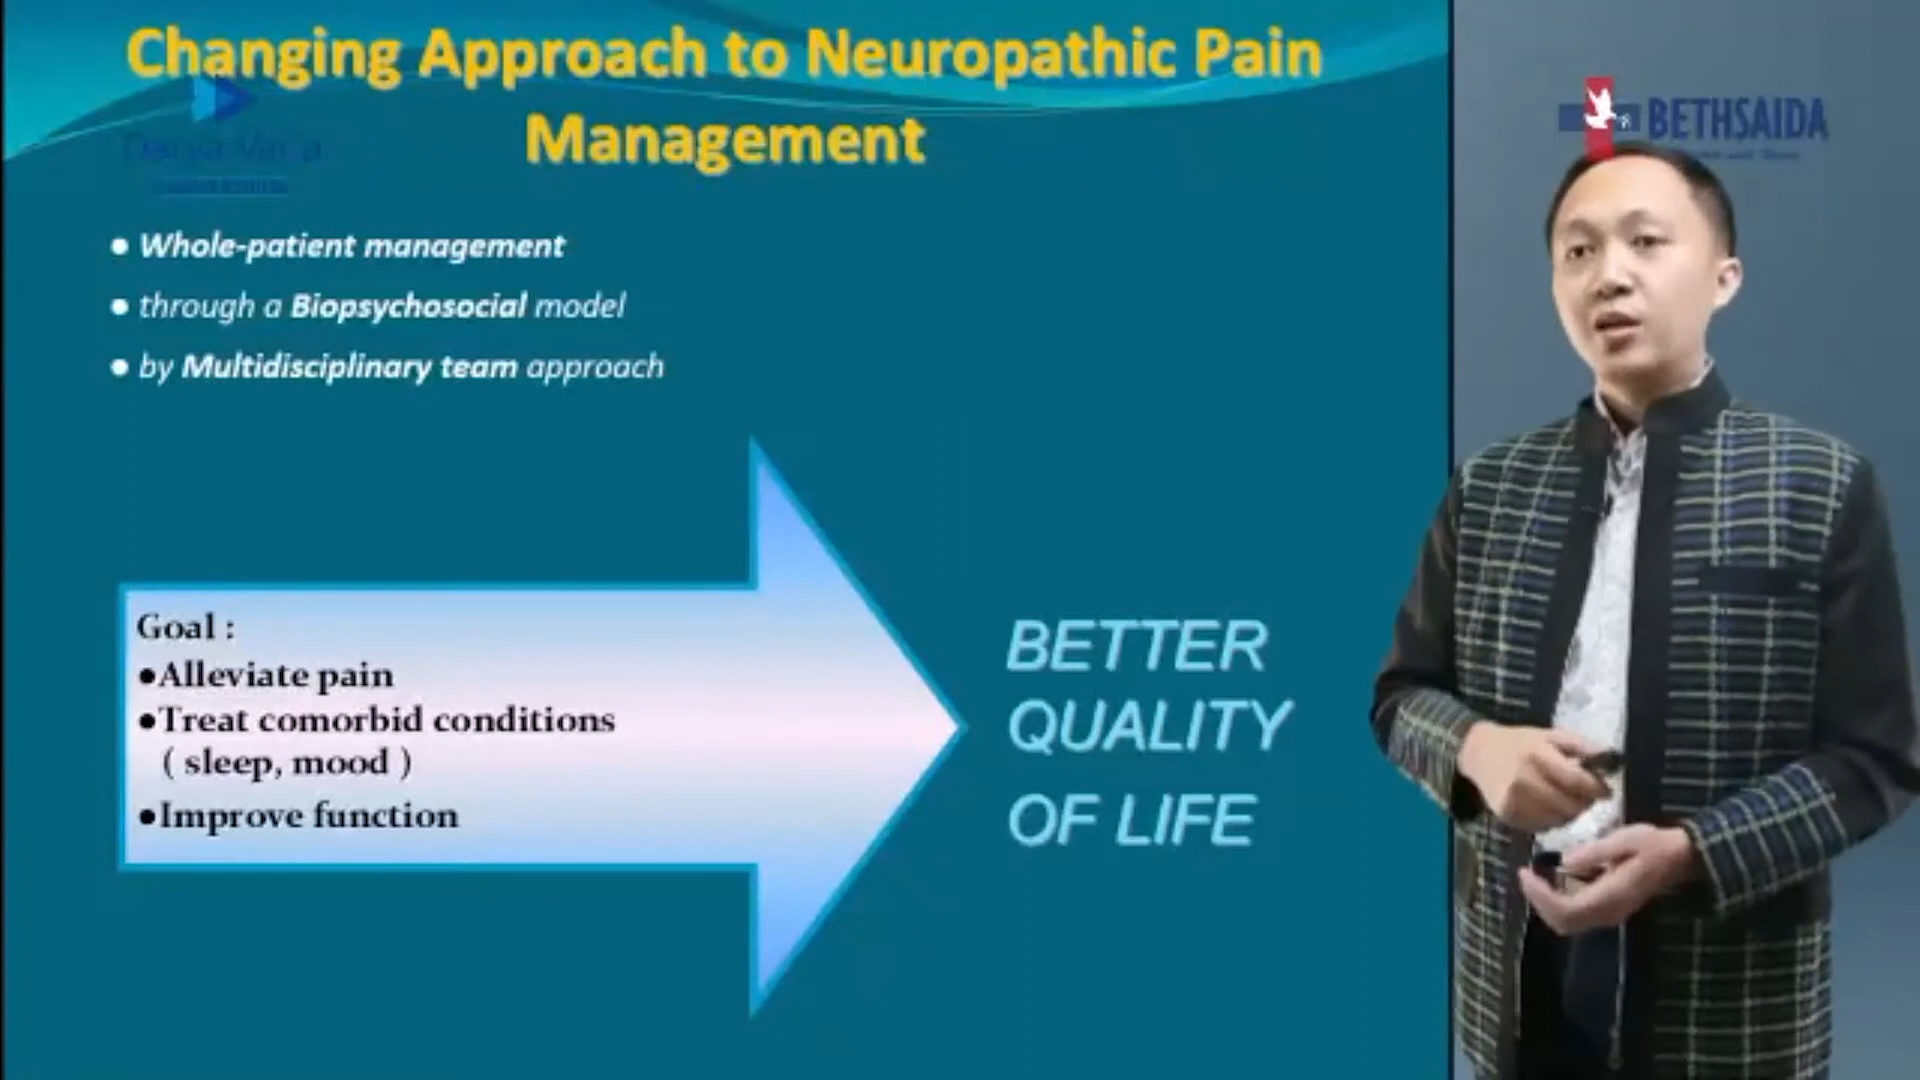 Changing Approach to Neuropathic Pain
Management
BETHSAIDA
● Whole-patient management
● through a Biopsychosocial model
● by Multidisciplinary team approach
Goal :
●Alleviate pain
●Treat comorbid conditions
( sleep, mood )
●Improve function
BETTER
QUALITY
OF LIFE